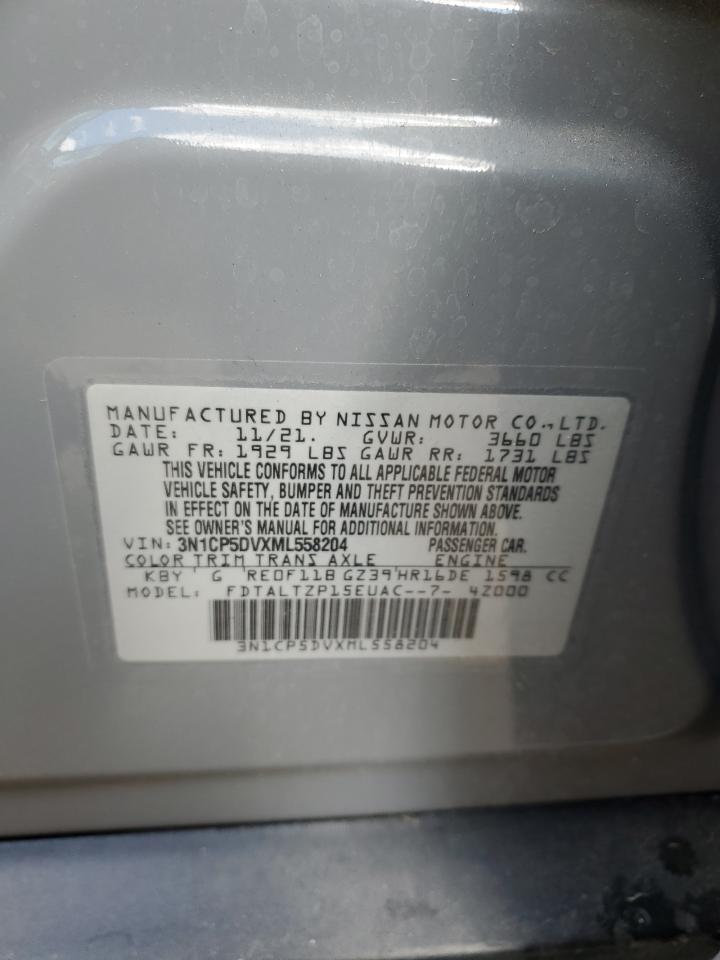 MANUFACTURED BY NISSAN MOTOR CO.,LTD.
DATE: 11/21. GVWR: 3660 LBS
GAWR FR: 1929 LBS GAWR RR: 1731 LBS
THIS VEHICLE CONFORMS TO ALL APPLICABLE FEDERAL MOTOR
VEHICLE SAFETY, BUMPER AND THEFT PREVENTION STANDARDS
IN EFFECT ON THE DATE OF MANUFACTURE SHOWN ABOVE.
SEE OWNER'S MANUAL FOR ADDITIONAL INFORMATION.
VIN: 3N1CP5DVXML558204 PASSENGER CAR.
COLOR TRIM TRANS AXLE ENGINE
KBY ' G 'RE0F11B GZ39'HR16DE 1598 CC
MODEL: FDTALTZP15EUAC--7- 4Z000
3N1CP5DVXML558204